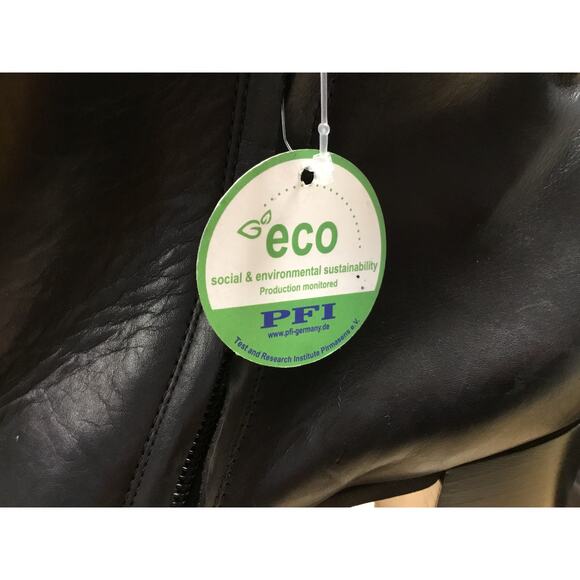 eco
social & environmental sustainability
Production monitored
PFI
www.pfi-germany.de
Test and Research Institute Pirmasens e.V.